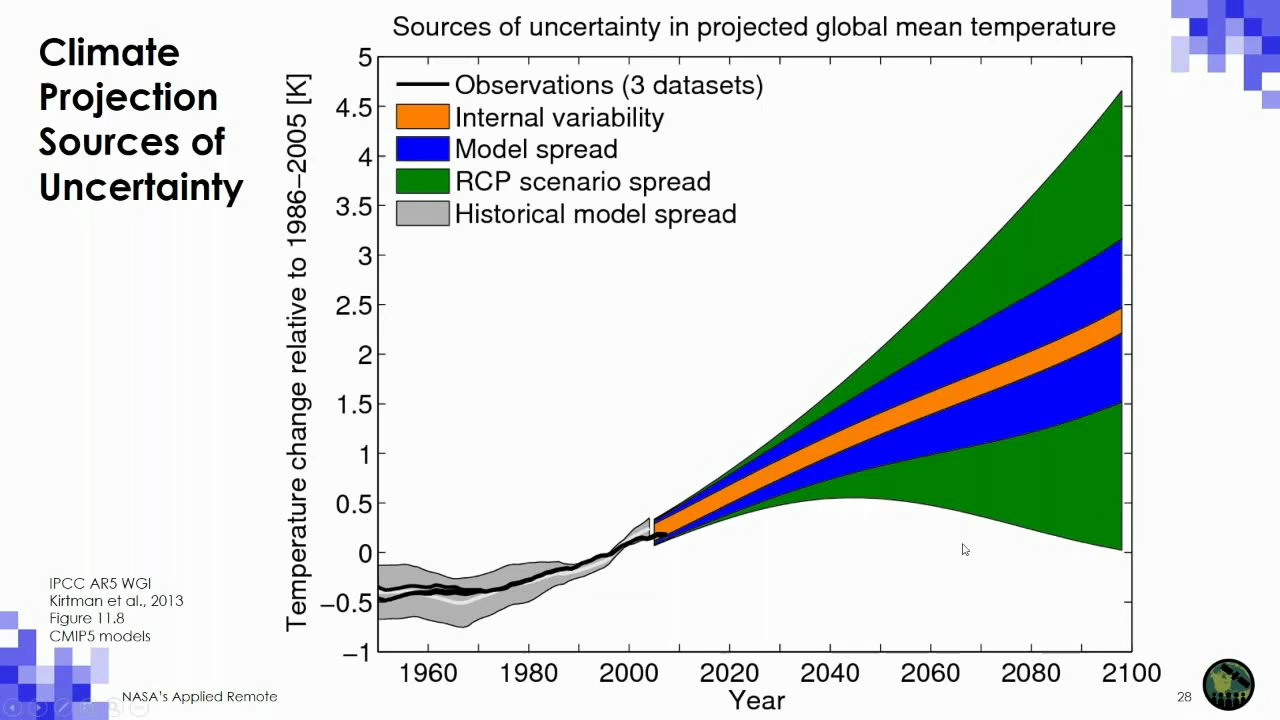 Climate
Projection
Sources of
Uncertainty
Sources of uncertainty in projected global mean temperature
Temperature change relative to 1986–2005 [K]
5
4.5
4
3.5
3
2.5
2
1.5
1
0.5
0
−0.5
−1
Observations (3 datasets)
Internal variability
Model spread
RCP scenario spread
Historical model spread
1960 1980 2000 2020 2040 2060 2080 2100
Year
IPCC AR5 WGI
Kirtman et al., 2013
Figure 11.8
CMIP5 models
NASA's Applied Remote
28